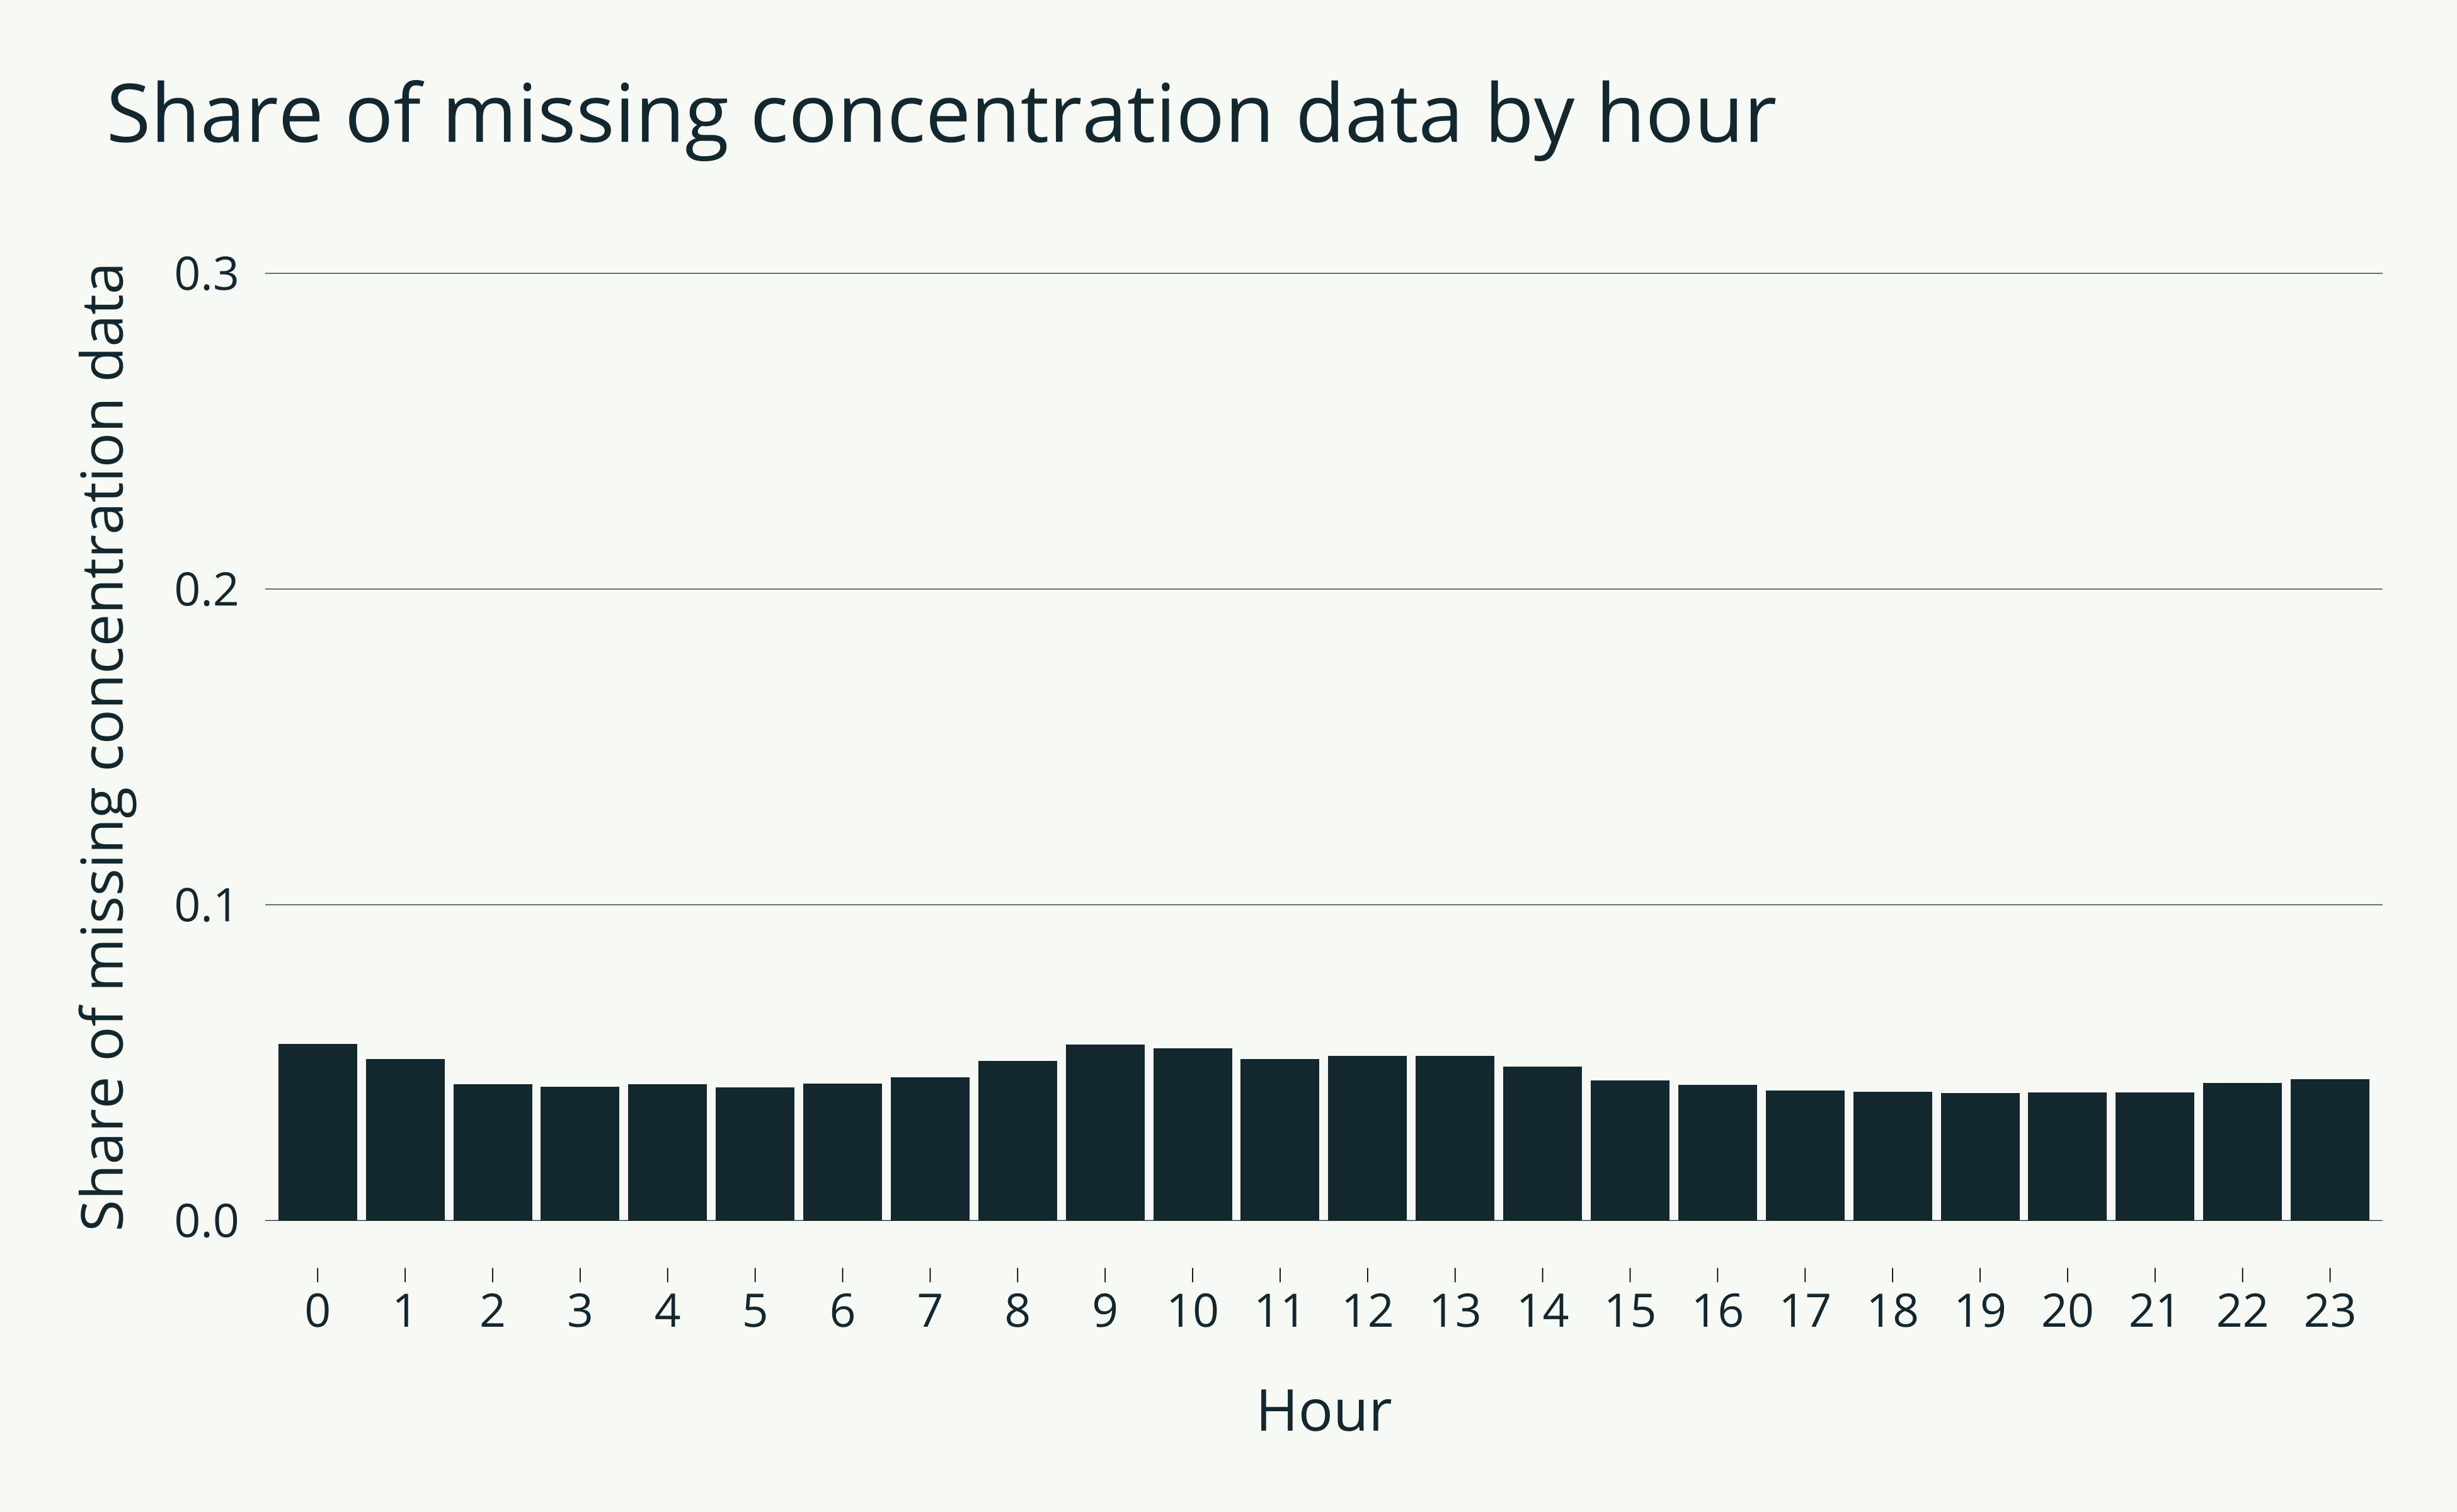 Share of missing concentration data by hour
Share of missing concentration data
0.3
0.2
0.1
0.0
0 1 2 3 4 5 6 7 8 9 10 11 12 13 14 15 16 17 18 19 20 21 22 23
Hour